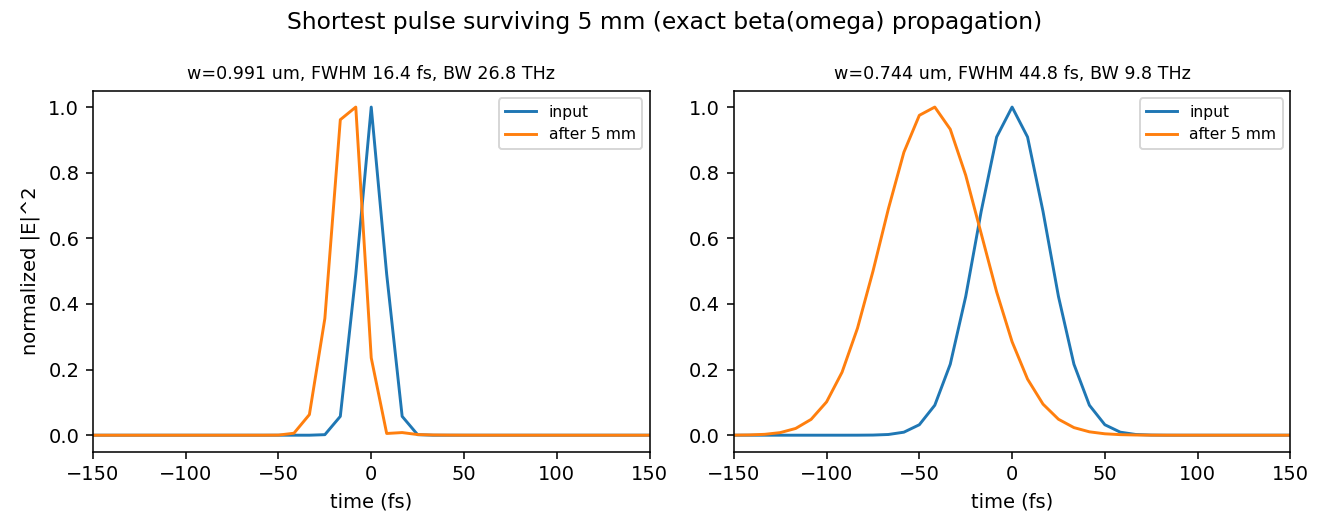 Shortest pulse surviving 5 mm (exact beta(omega) propagation)
w=0.991 um, FWHM 16.4 fs, BW 26.8 THz
normalized |E|^2
1.0
0.8
0.6
0.4
0.2
0.0
input
after 5 mm
−150
−100
−50
0
50
100
150
time (fs)
w=0.744 um, FWHM 44.8 fs, BW 9.8 THz
1.0
0.8
0.6
0.4
0.2
0.0
input
after 5 mm
−150
−100
−50
0
50
100
150
time (fs)